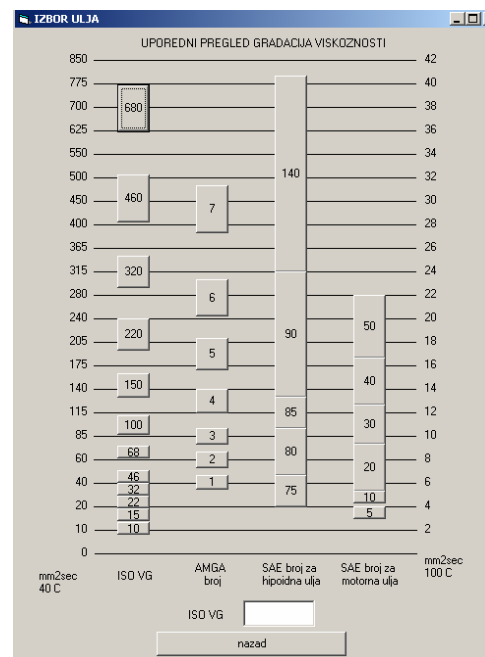 IZBOR ULJA
UPOREDNI PREGLED GRADACIJA VISKOZNOSTI
850 42
775 40
700 680 38
625 36
550 34
500 140 32
450 460 7 30
400 28
365 26
315 320 24
280 6 22
240 20
205 220 5 90 50 18
175 16
140 150 4 40 14
115 85 12
85 100 3 30 10
60 68 2 80 20 8
40 46 1 75 6
32 10
20 22 4
15 5
10 10 2
0
mm2sec 40 C
ISO VG
AMGA broj
SAE broj za hipoidna ulja
SAE broj za motorna ulja
mm2sec 100 C
ISO VG
nazad